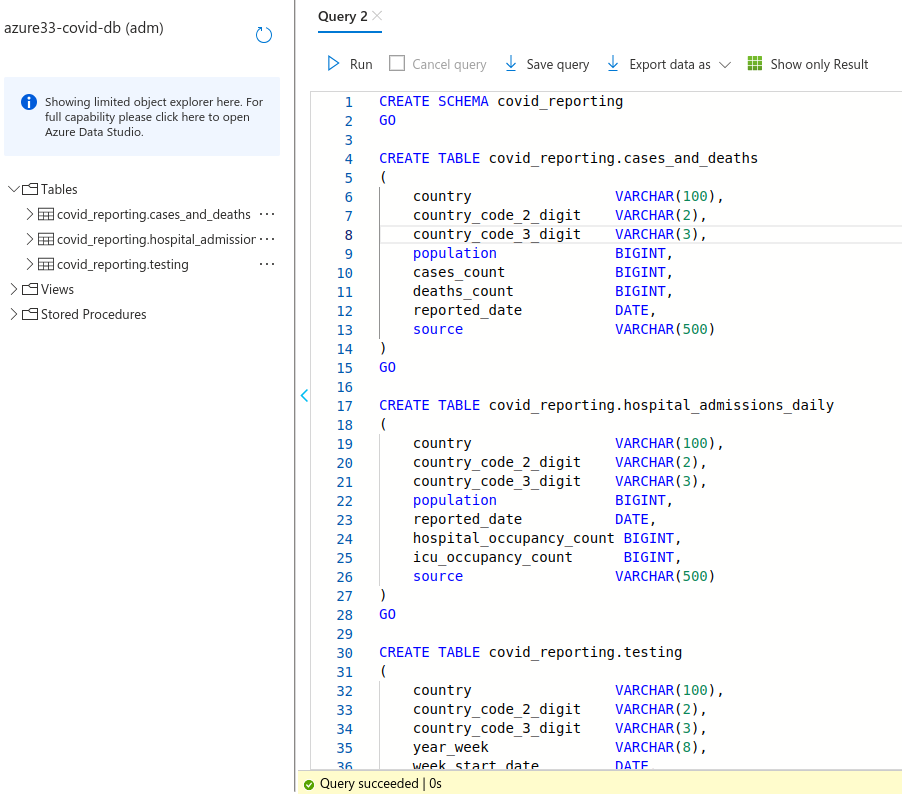 azure33-covid-db (adm)
Showing limited object explorer here. For
full capability please click here to open
Azure Data Studio.
Tables
covid_reporting.cases_and_deaths ...
covid_reporting.hospital_admission ...
covid_reporting.testing ...
Views
Stored Procedures
Query 2
Run Cancel query Save query Export data as Show only Result
1 CREATE SCHEMA covid_reporting
2 GO
3
4 CREATE TABLE covid_reporting.cases_and_deaths
5 (
6 country VARCHAR(100),
7 country_code_2_digit VARCHAR(2),
8 country_code_3_digit VARCHAR(3),
9 population BIGINT,
10 cases_count BIGINT,
11 deaths_count BIGINT,
12 reported_date DATE,
13 source VARCHAR(500)
14 )
15 GO
16
17 CREATE TABLE covid_reporting.hospital_admissions_daily
18 (
19 country VARCHAR(100),
20 country_code_2_digit VARCHAR(2),
21 country_code_3_digit VARCHAR(3),
22 population BIGINT,
23 reported_date DATE,
24 hospital_occupancy_count BIGINT,
25 icu_occupancy_count BIGINT,
26 source VARCHAR(500)
27 )
28 GO
29
30 CREATE TABLE covid_reporting.testing
31 (
32 country VARCHAR(100),
33 country_code_2_digit VARCHAR(2),
34 country_code_3_digit VARCHAR(3),
35 year_week VARCHAR(8),
36 week_start_date DATE,
Query succeeded | 0s